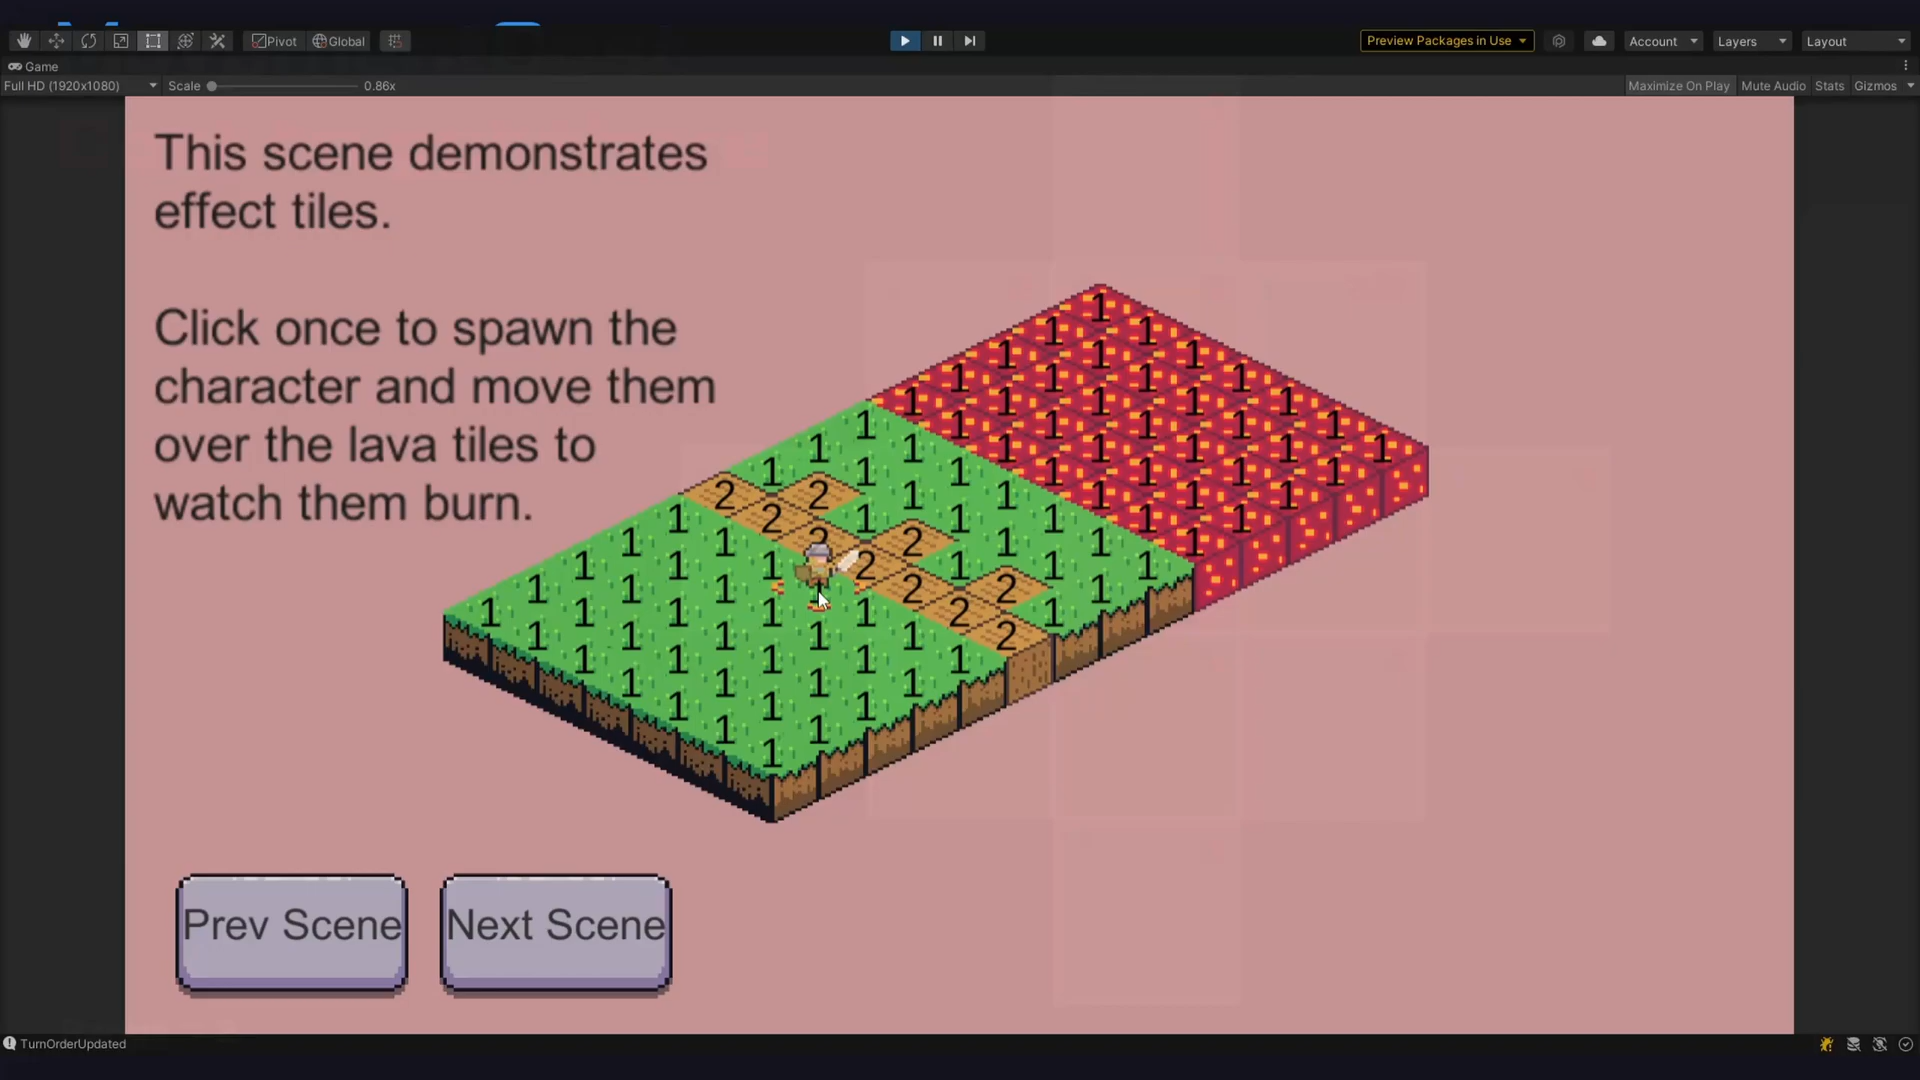 Pivot Global Preview Packages in Use Account Layers Layout
Game
Full HD (1920x1080) Scale 0.86x Maximize On Play Mute Audio Stats Gizmos
This scene demonstrates
effect tiles.
Click once to spawn the
character and move them
over the lava tiles to
watch them burn.
Prev Scene Next Scene
TurnOrderUpdated